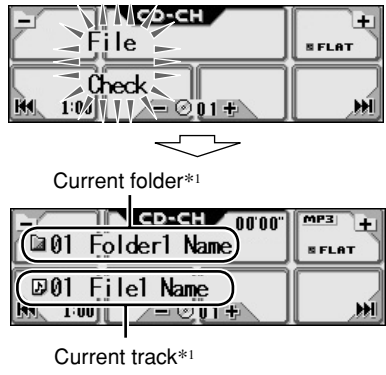 CD-CH
File
FLAT
Check
1:00
01
Current folder*1
CD-CH 00'00" MP3
01 Folder1 Name
FLAT
01 File1 Name
1:00 01
Current track*1